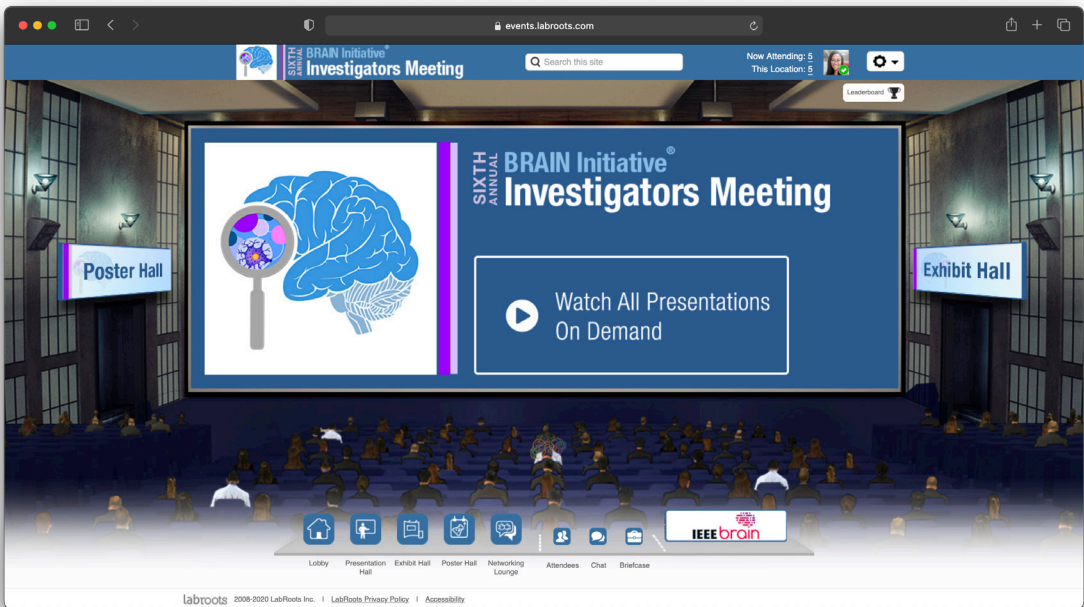 events.labroots.com
SIXTH ANNUAL
BRAIN Initiative®
Investigators Meeting
Search this site
Now Attending: 5
This Location: 5
Leaderboard
SIXTH ANNUAL
BRAIN Initiative®
Investigators Meeting
Watch All Presentations
On Demand
Poster Hall
Exhibit Hall
IEEE brain
Lobby
Presentation
Hall
Exhibit Hall
Poster Hall
Networking
Lounge
Attendees
Chat
Briefcase
labroots 2008-2020 LabRoots Inc. | LabRoots Privacy Policy | Accessibility